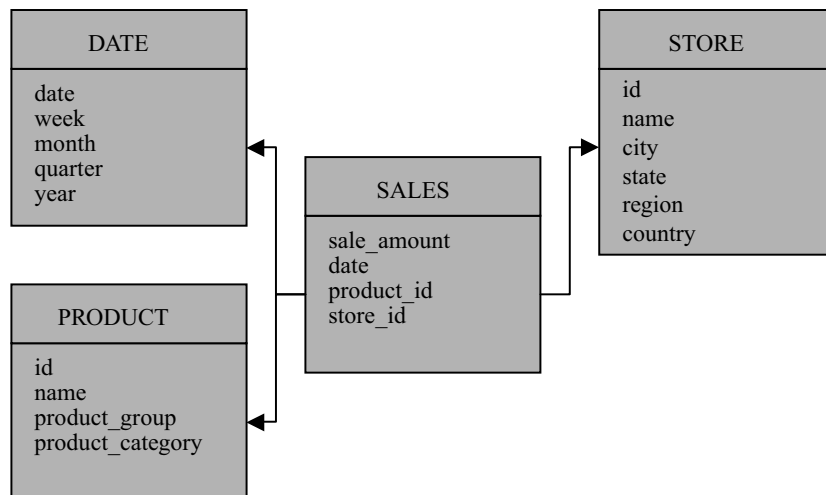 DATE
date
week
month
quarter
year
STORE
id
name
city
state
region
country
SALES
sale_amount
date
product_id
store_id
PRODUCT
id
name
product_group
product_category